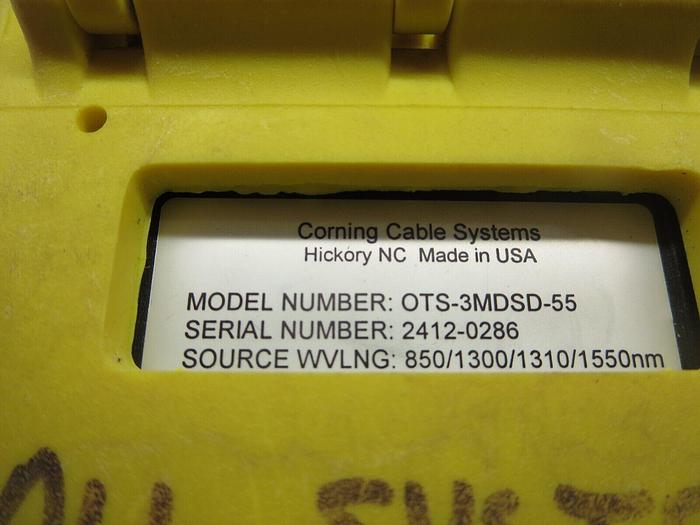 Corning Cable Systems
Hickory NC Made in USA
MODEL NUMBER: OTS-3MDSD-55
SERIAL NUMBER: 2412-0286
SOURCE WVLNG: 850/1300/1310/1550nm